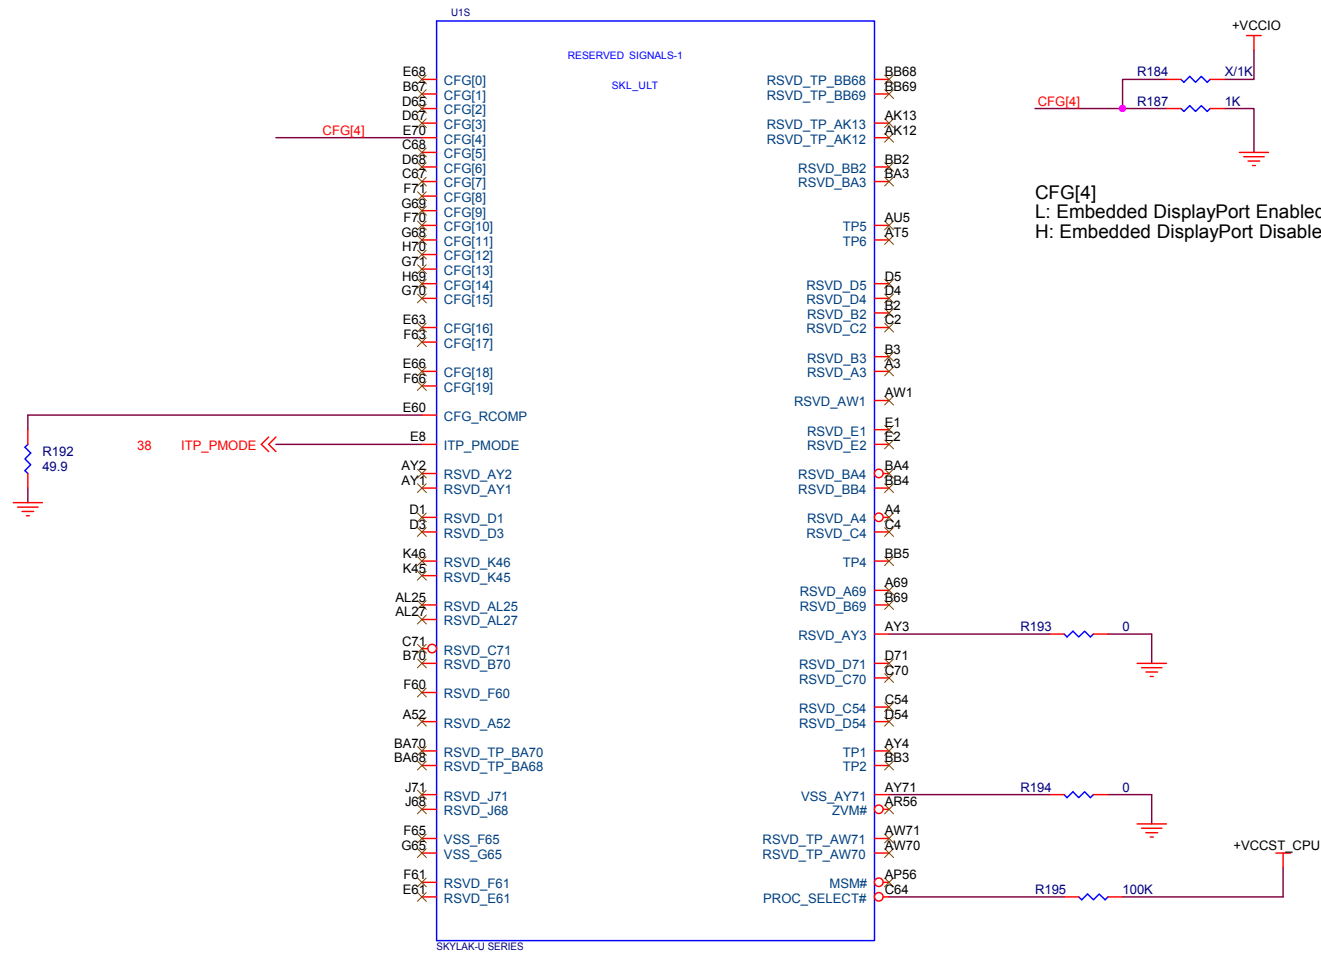 U1S
RESERVED SIGNALS-1
SKL_ULT
E68 CFG[0]
B67 CFG[1]
D65 CFG[2]
D67 CFG[3]
CFG[4] E70 CFG[4]
C68 CFG[5]
D68 CFG[6]
C67 CFG[7]
F71 CFG[8]
G69 CFG[9]
F70 CFG[10]
G68 CFG[11]
H70 CFG[12]
G71 CFG[13]
H69 CFG[14]
G70 CFG[15]
E63 CFG[16]
F63 CFG[17]
E66 CFG[18]
F66 CFG[19]
E60 CFG_RCOMP
R192
49.9
38 ITP_PMODE E8 ITP_PMODE
AY2 RSVD_AY2
AY1 RSVD_AY1
D1 RSVD_D1
D3 RSVD_D3
K46 RSVD_K46
K45 RSVD_K45
AL25 RSVD_AL25
AL27 RSVD_AL27
C71 RSVD_C71
B70 RSVD_B70
F60 RSVD_F60
A52 RSVD_A52
BA70 RSVD_TP_BA70
BA68 RSVD_TP_BA68
J71 RSVD_J71
J68 RSVD_J68
F65 VSS_F65
G65 VSS_G65
F61 RSVD_F61
E61 RSVD_E61
RSVD_TP_BB68 BB68
RSVD_TP_BB69 BB69
RSVD_TP_AK13 AK13
RSVD_TP_AK12 AK12
RSVD_BB2 BB2
RSVD_BA3 BA3
TP5 AU5
TP6 AT5
RSVD_D5 D5
RSVD_D4 D4
RSVD_B2 B2
RSVD_C2 C2
RSVD_B3 B3
RSVD_A3 A3
RSVD_AW1 AW1
RSVD_E1 E1
RSVD_E2 E2
RSVD_BA4 BA4
RSVD_BB4 BB4
RSVD_A4 A4
RSVD_C4 C4
TP4 BB5
RSVD_A69 A69
RSVD_B69 B69
RSVD_AY3 AY3 R193 0
RSVD_D71 D71
RSVD_C70 C70
RSVD_C54 C54
RSVD_D54 D54
TP1 AY4
TP2 BB3
VSS_AY71 AY71 R194 0
ZVM# AR56
RSVD_TP_AW71 AW71
RSVD_TP_AW70 AW70
MSM# AP56
PROC_SELECT# C64 R195 100K
+VCCST_CPU
SKYLAK-U SERIES
+VCCIO
R184 X/1K
CFG[4] R187 1K
CFG[4]
L: Embedded DisplayPort Enabled
H: Embedded DisplayPort Disable